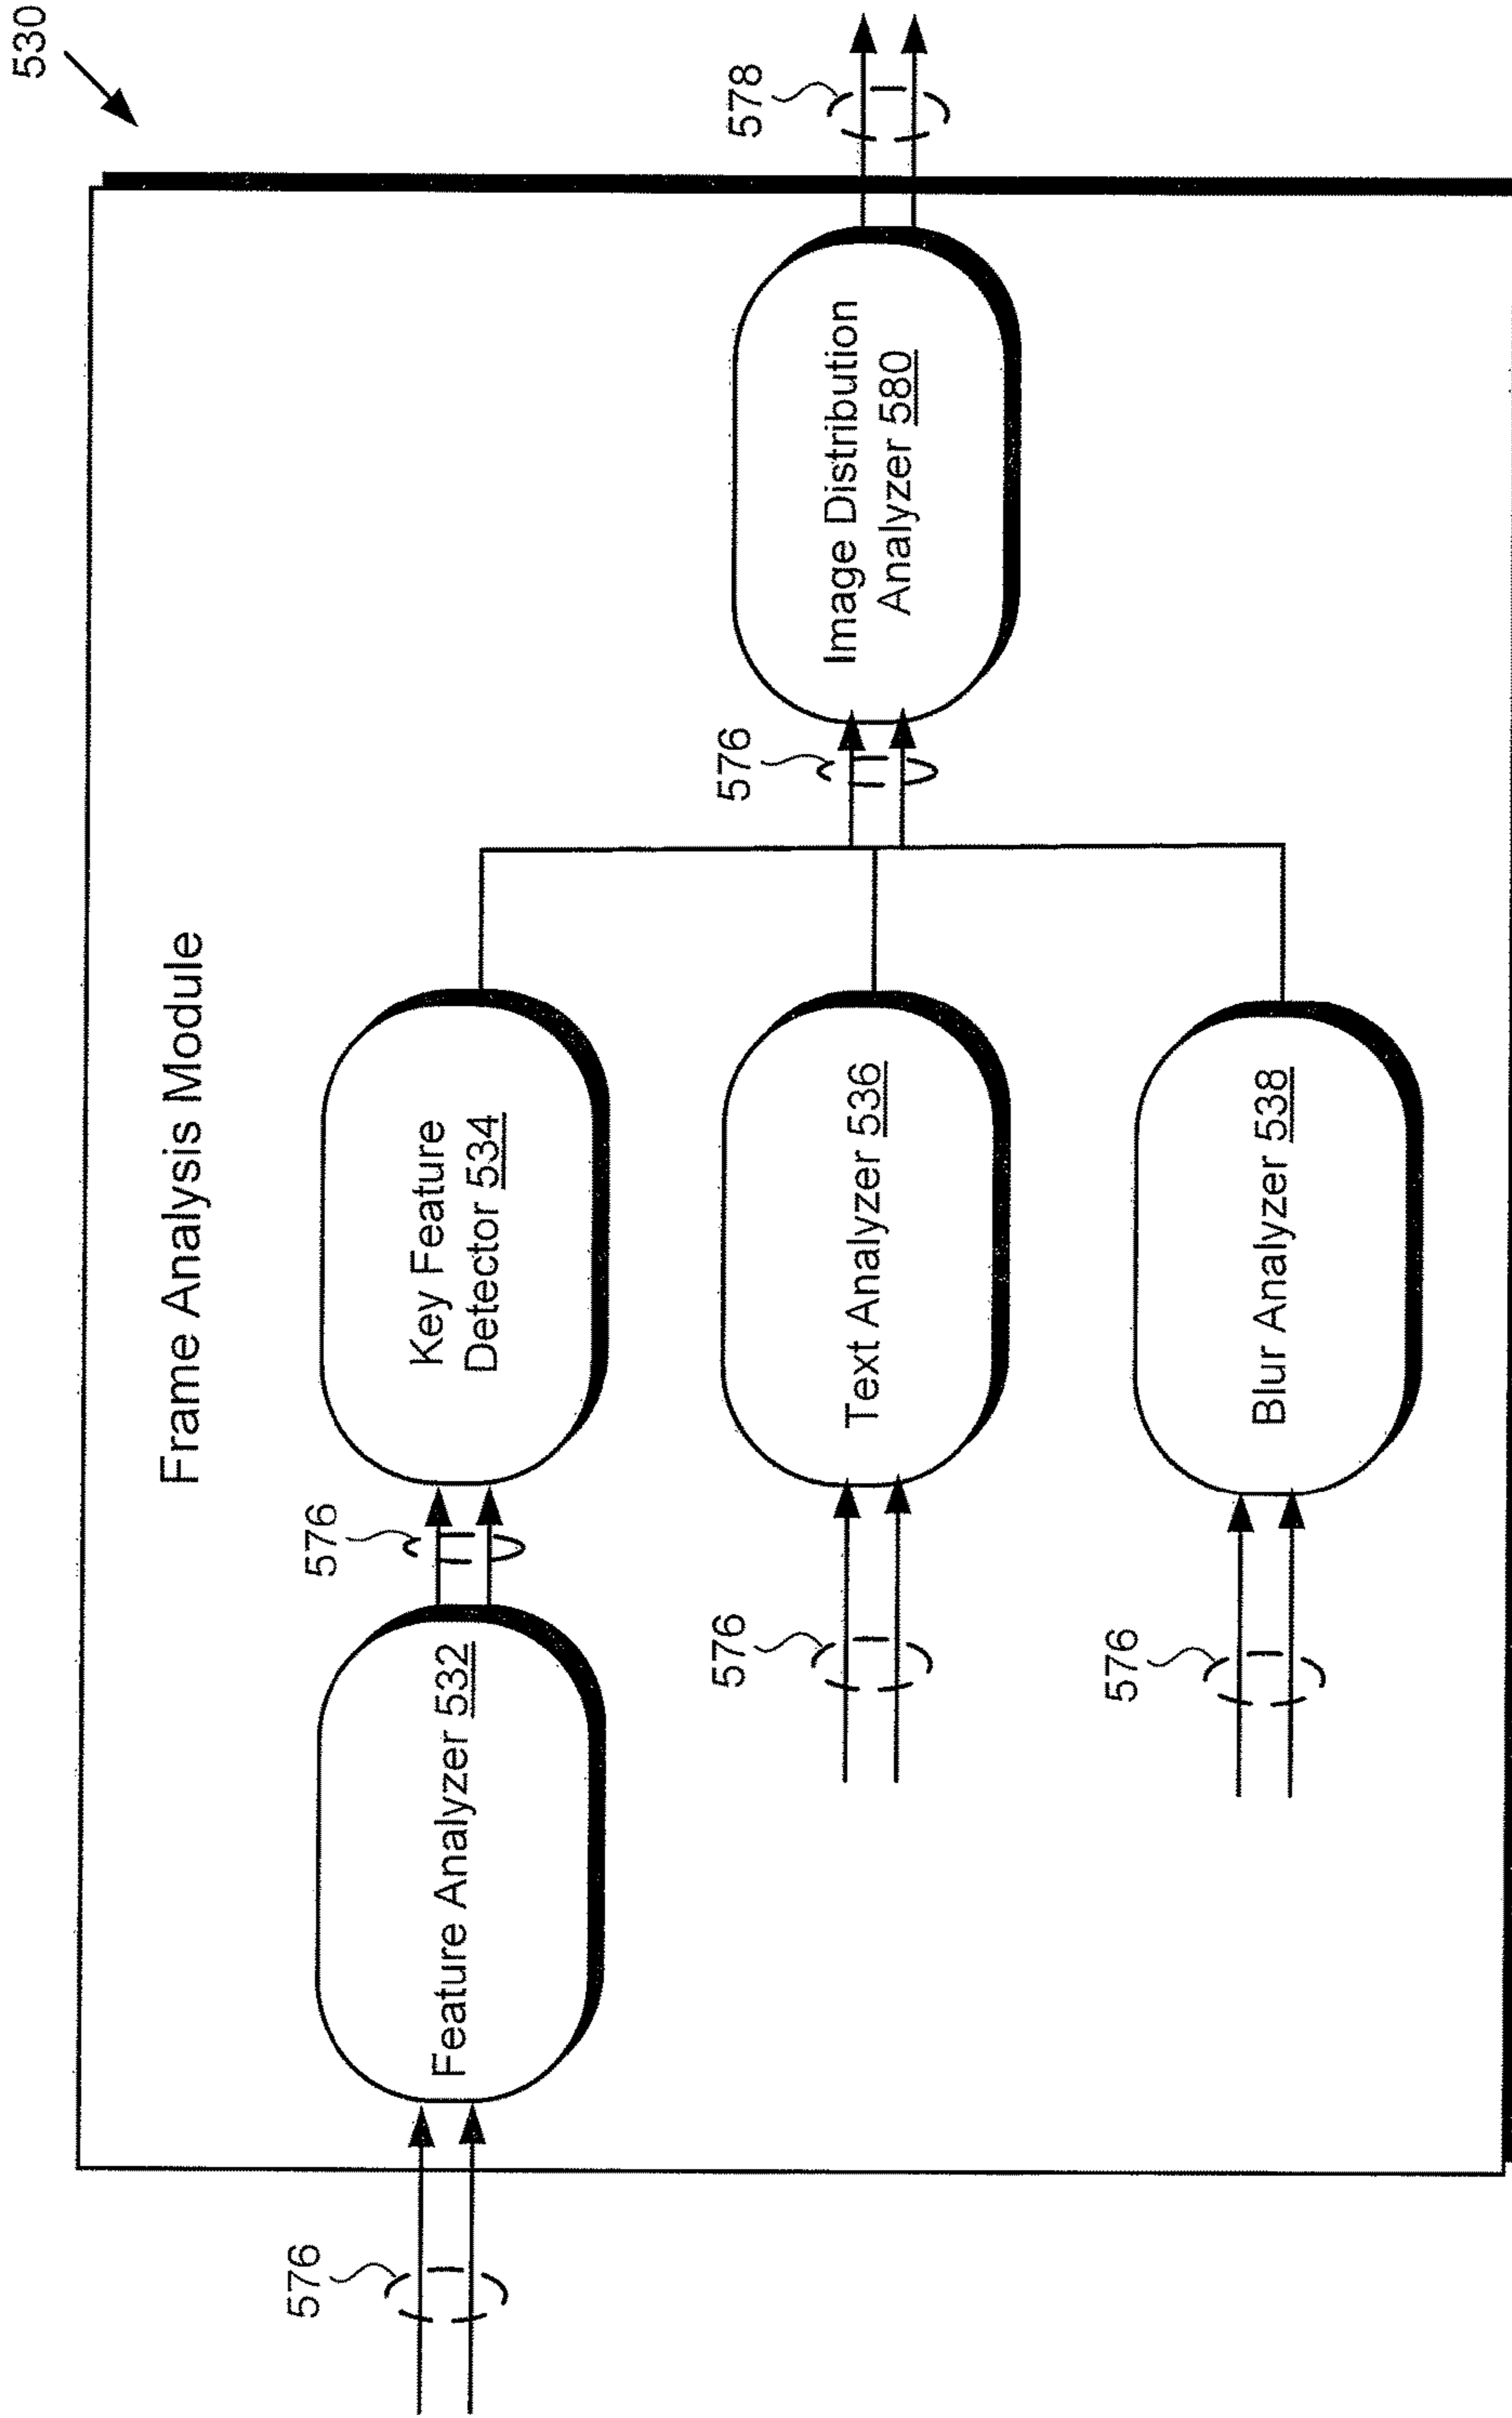 530
Frame Analysis Module
576
Feature Analyzer 532
576
Key Feature
Detector 534
576
Text Analyzer 536
576
Blur Analyzer 538
576
Image Distribution
Analyzer 580
578